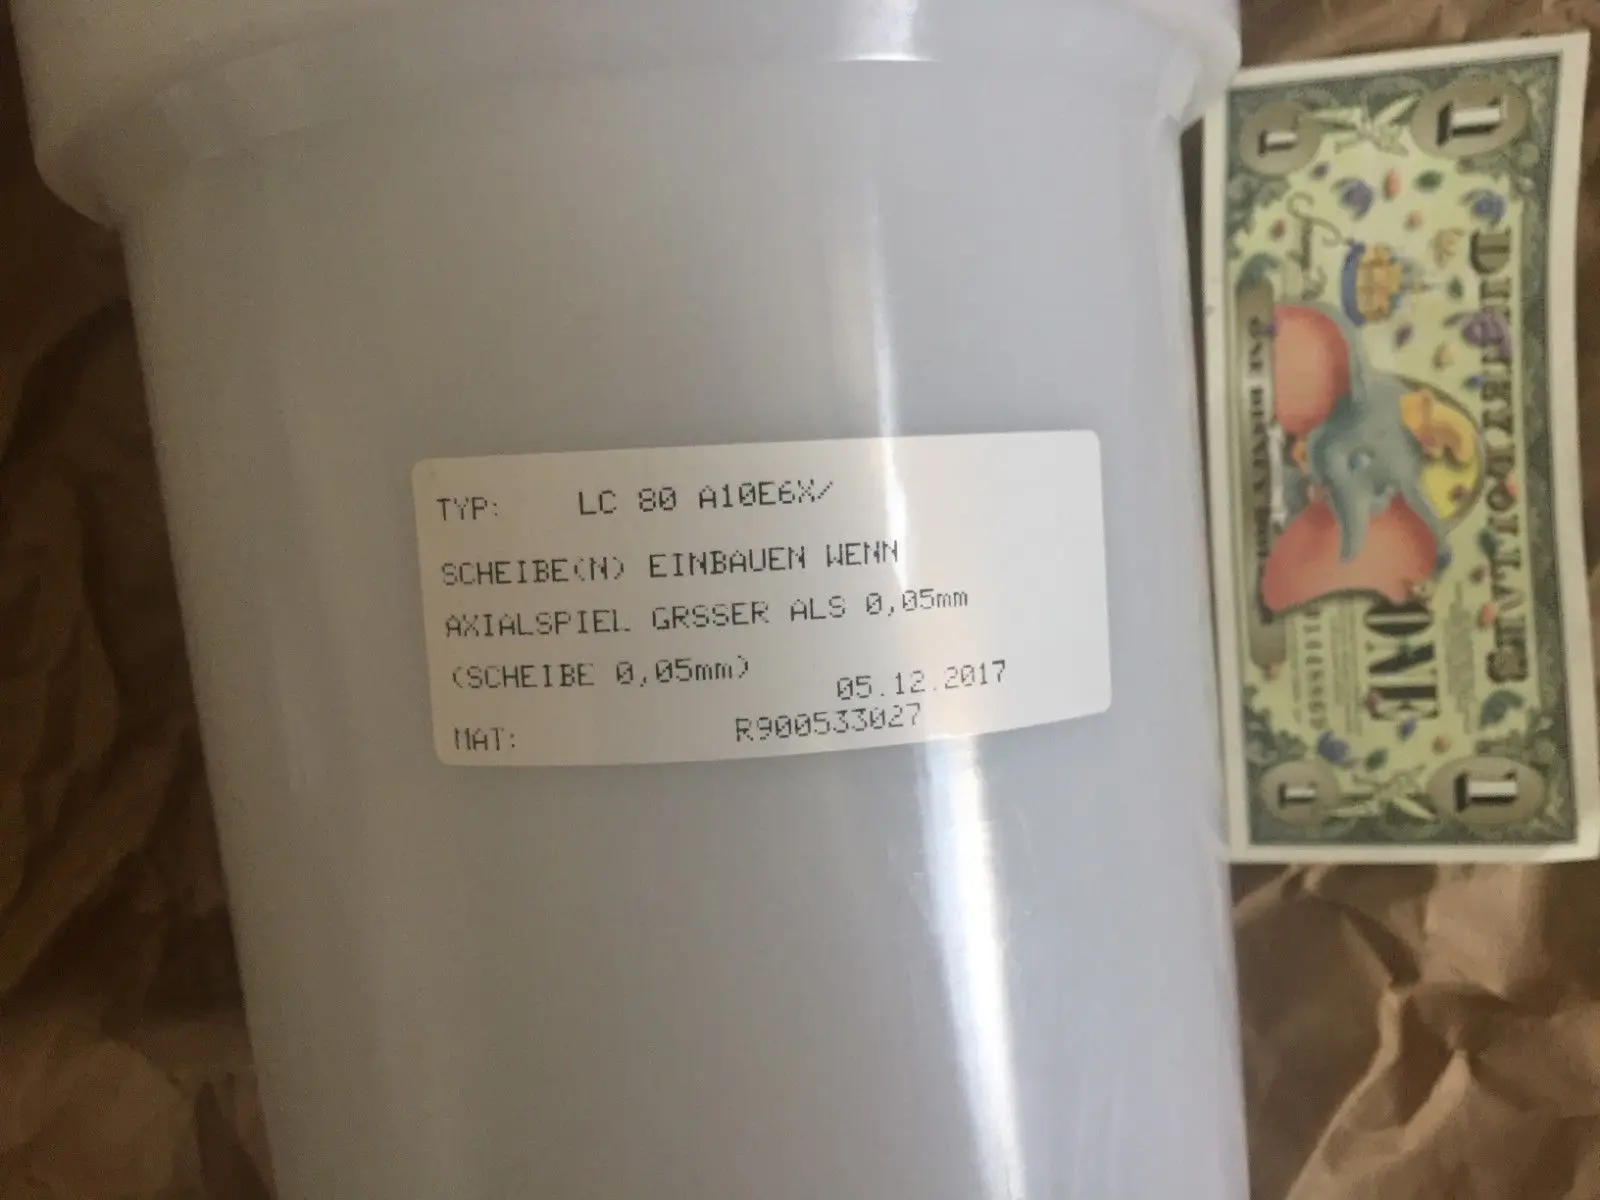 TYP: LC 80 A10E6X/
SCHEIBE(N) EINBAUEN WENN
AXIALSPIEL GRSSER ALS 0,05mm
(SCHEIBE 0,05mm)
05.12.2017
MAT: R900533027
1
1
DISNEY DOLLARS
ONE
1
1